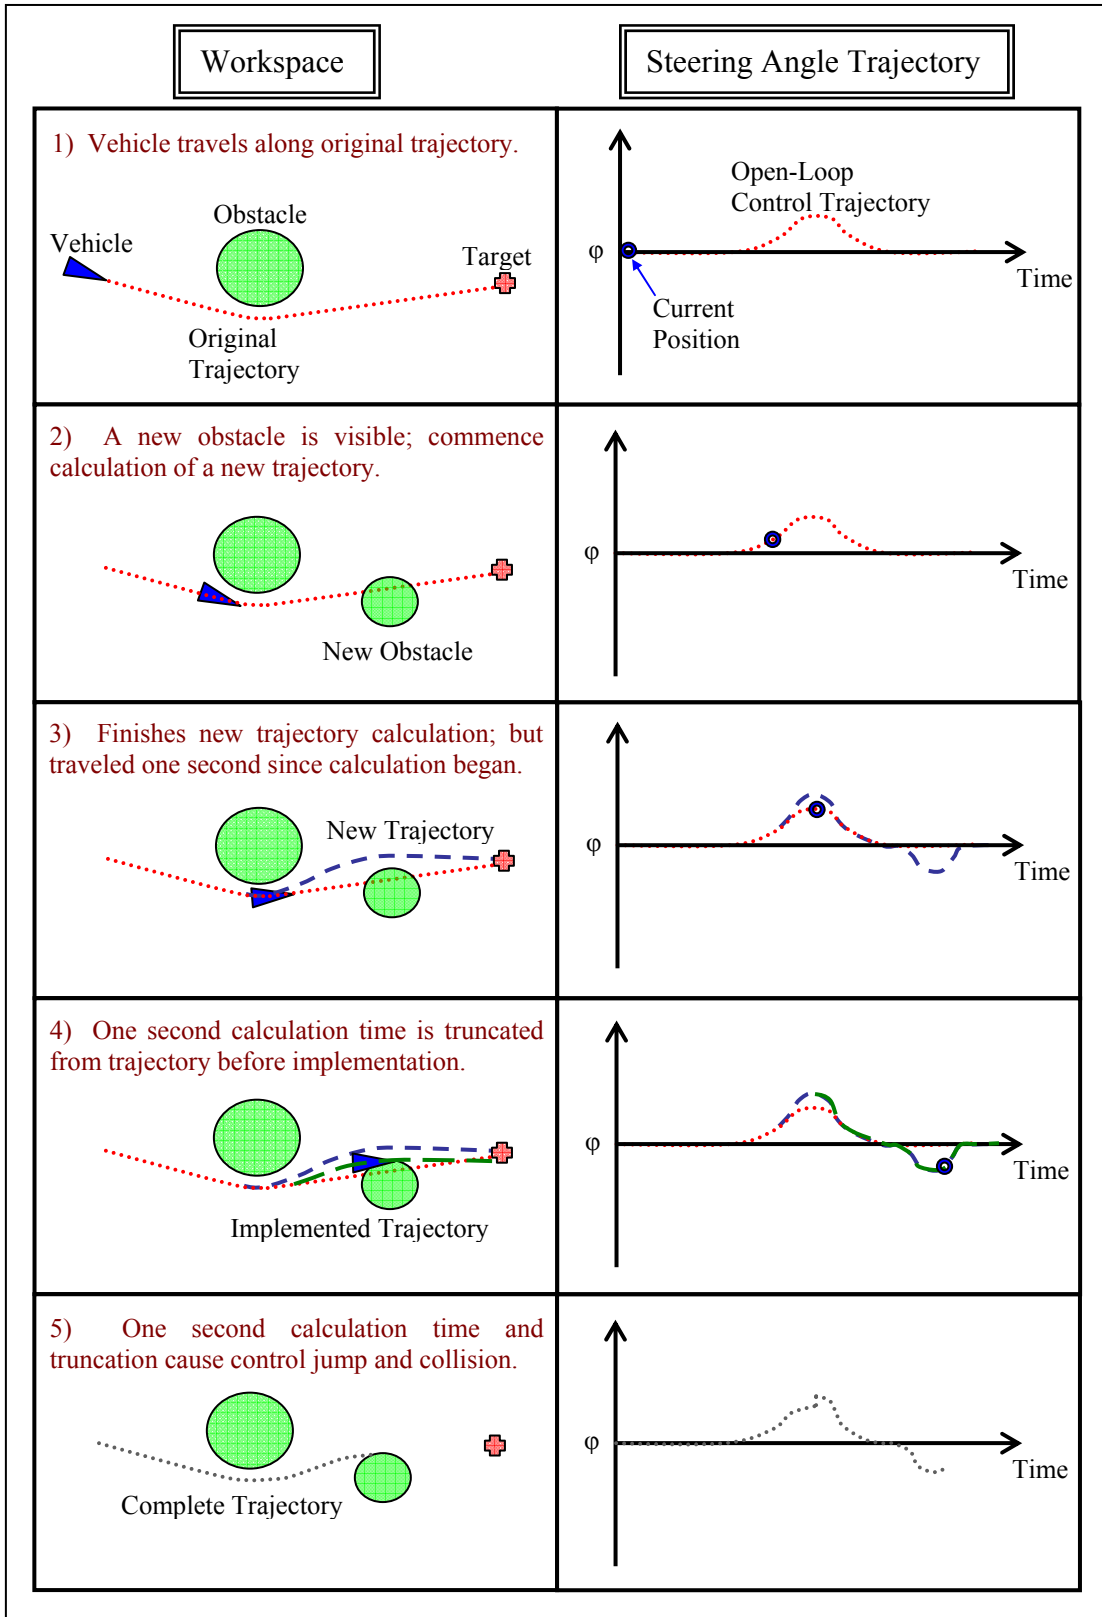 Workspace
Steering Angle Trajectory
1) Vehicle travels along original trajectory.
Obstacle
Vehicle
Target
Original
Trajectory
Open-Loop
Control Trajectory
φ
Time
Current
Position
2) A new obstacle is visible; commence
calculation of a new trajectory.
New Obstacle
φ
Time
3) Finishes new trajectory calculation; but
traveled one second since calculation began.
New Trajectory
φ
Time
4) One second calculation time is truncated
from trajectory before implementation.
Implemented Trajectory
φ
Time
5) One second calculation time and
truncation cause control jump and collision.
Complete Trajectory
φ
Time